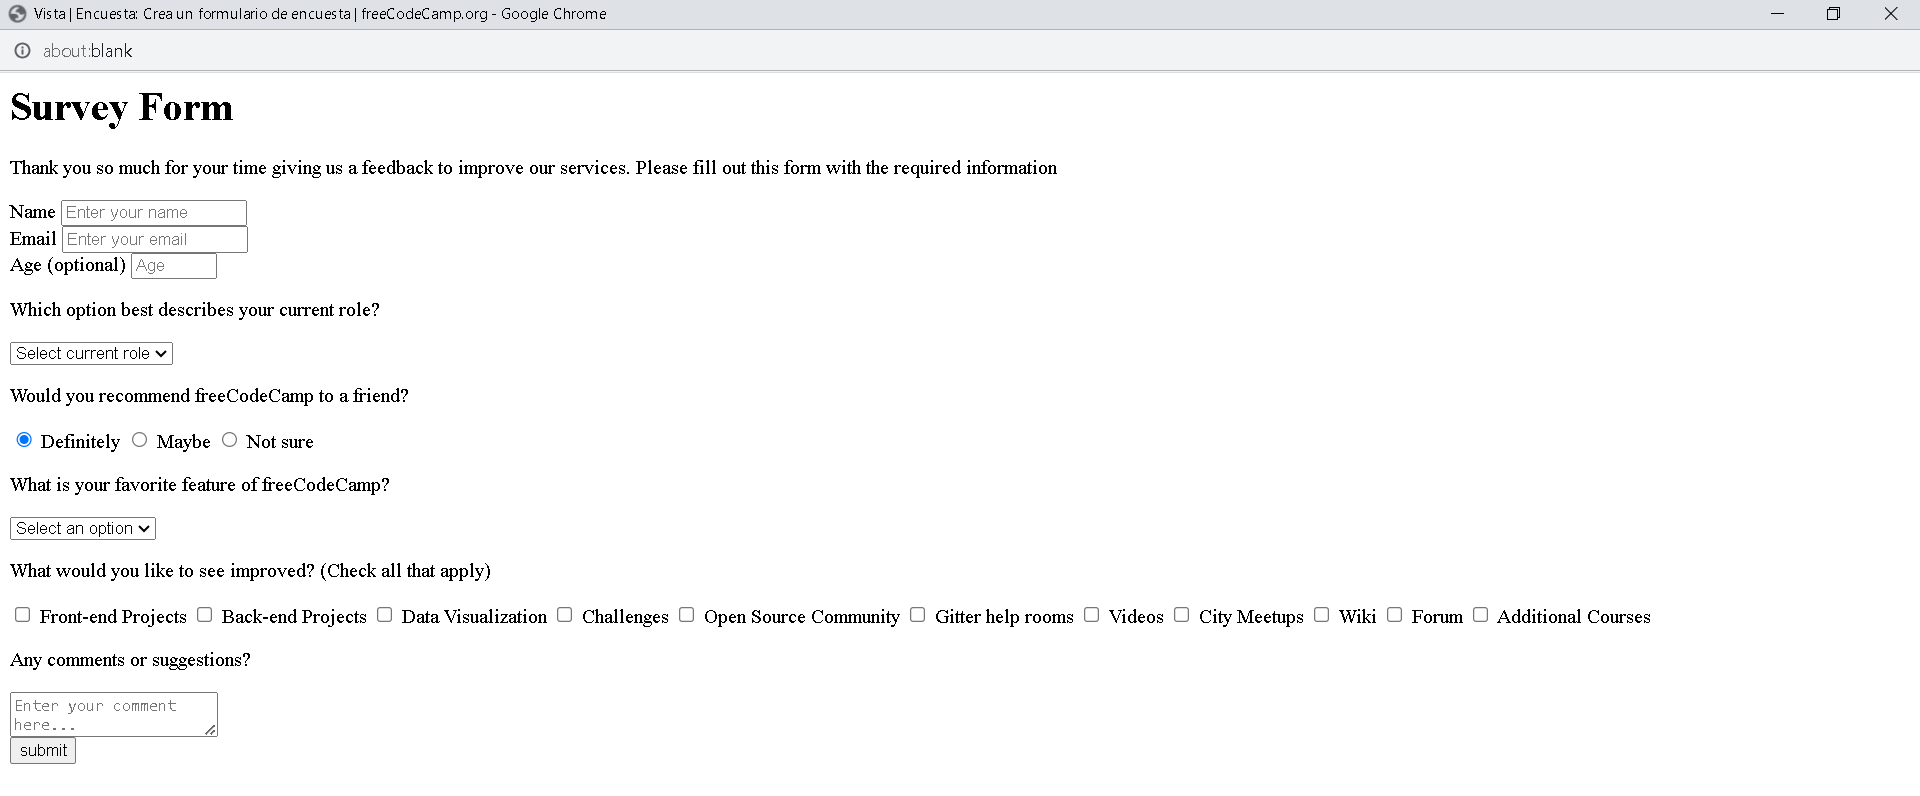 Vista | Encuesta: Crea un formulario de encuesta | freeCodeCamp.org - Google Chrome
about:blank
Survey Form
Thank you so much for your time giving us a feedback to improve our services. Please fill out this form with the required information
Name Enter your name
Email Enter your email
Age (optional) Age
Which option best describes your current role?
Select current role
Would you recommend freeCodeCamp to a friend?
Definitely Maybe Not sure
What is your favorite feature of freeCodeCamp?
Select an option
What would you like to see improved? (Check all that apply)
Front-end Projects Back-end Projects Data Visualization Challenges Open Source Community Gitter help rooms Videos City Meetups Wiki Forum Additional Courses
Any comments or suggestions?
Enter your comment
here...
submit